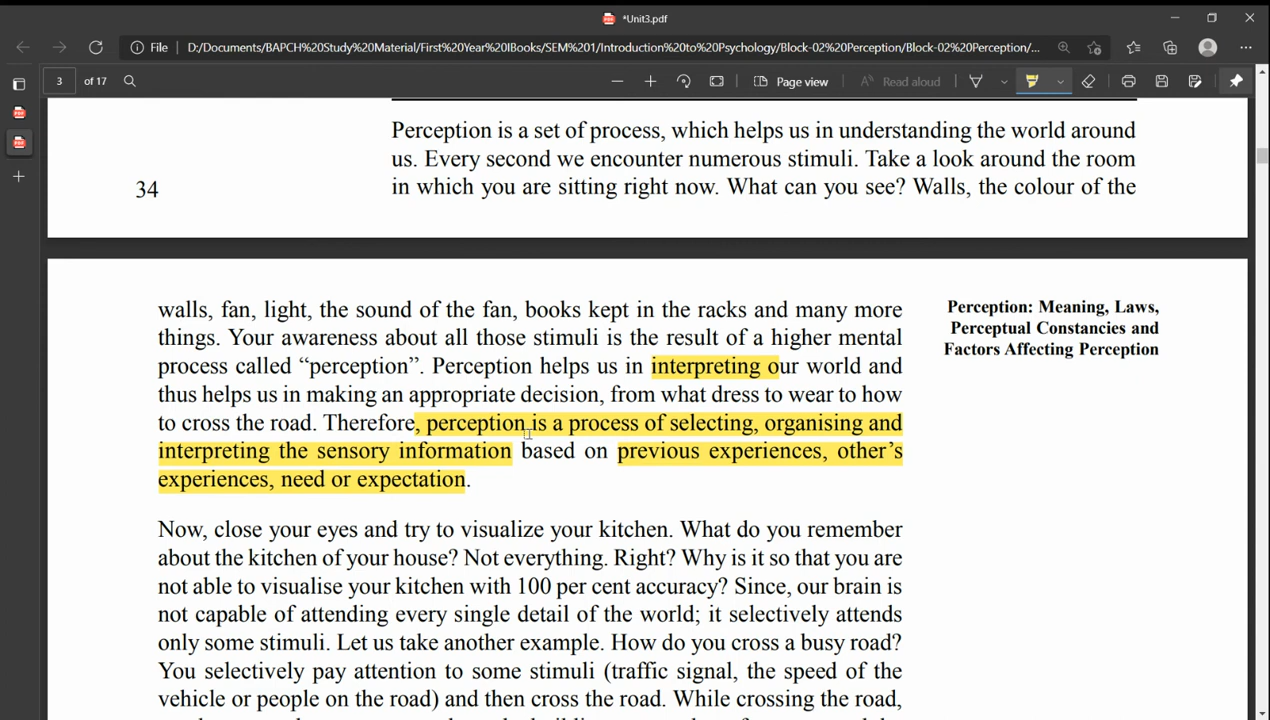 *Unit3.pdf
File D:/Documents/BAPCH%20Study%20Material/First%20Year%20IBooks/SEM%201/Introduction%20to%20Psychology/Block-02%20Perception/Block-02%20Perception/...
3 of 17 Page view Read aloud
Perception is a set of process, which helps us in understanding the world around
us. Every second we encounter numerous stimuli. Take a look around the room
34 in which you are sitting right now. What can you see? Walls, the colour of the
walls, fan, light, the sound of the fan, books kept in the racks and many more
things. Your awareness about all those stimuli is the result of a higher mental
process called “perception”. Perception helps us in interpreting our world and
thus helps us in making an appropriate decision, from what dress to wear to how
to cross the road. Therefore, perception is a process of selecting, organising and
interpreting the sensory information based on previous experiences, other’s
experiences, need or expectation.
Perception: Meaning, Laws,
Perceptual Constancies and
Factors Affecting Perception
Now, close your eyes and try to visualize your kitchen. What do you remember
about the kitchen of your house? Not everything. Right? Why is it so that you are
not able to visualise your kitchen with 100 per cent accuracy? Since, our brain is
not capable of attending every single detail of the world; it selectively attends
only some stimuli. Let us take another example. How do you cross a busy road?
You selectively pay attention to some stimuli (traffic signal, the speed of the
vehicle or people on the road) and then cross the road. While crossing the road,